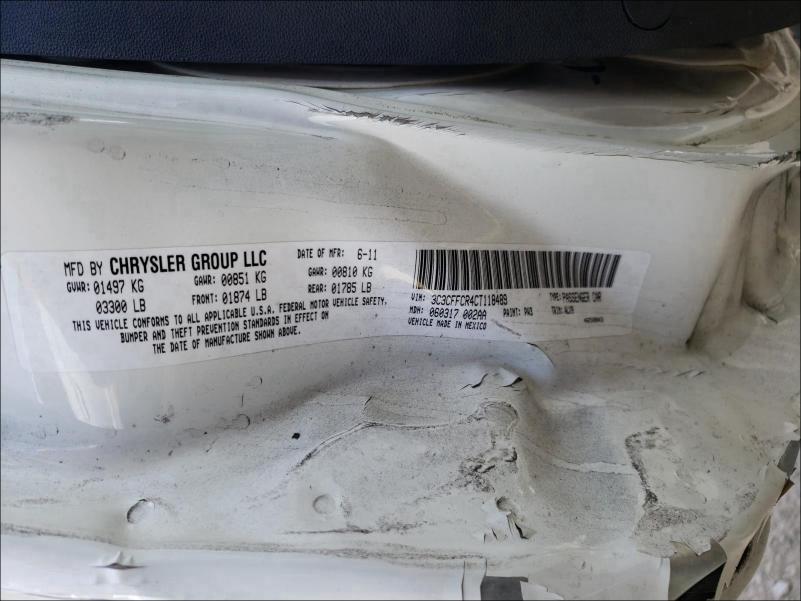 MFD BY CHRYSLER GROUP LLC
DATE OF MFR: 6-11
GVWR: 01497 KG
GAWR: 00851 KG
GAWR: 00810 KG
03300 LB
FRONT: 01874 LB
REAR: 01785 LB
THIS VEHICLE CONFORMS TO ALL APPLICABLE U.S.A. FEDERAL MOTOR VEHICLE SAFETY,
BUMPER AND THEFT PREVENTION STANDARDS IN EFFECT ON
THE DATE OF MANUFACTURE SHOWN ABOVE.
VIN: 3C3CFFCR4CT118489
TYPE: PASSENGER CAR
MDH: 060317 002AA
PAINT: PW3
TRIM:
VEHICLE MADE IN MEXICO